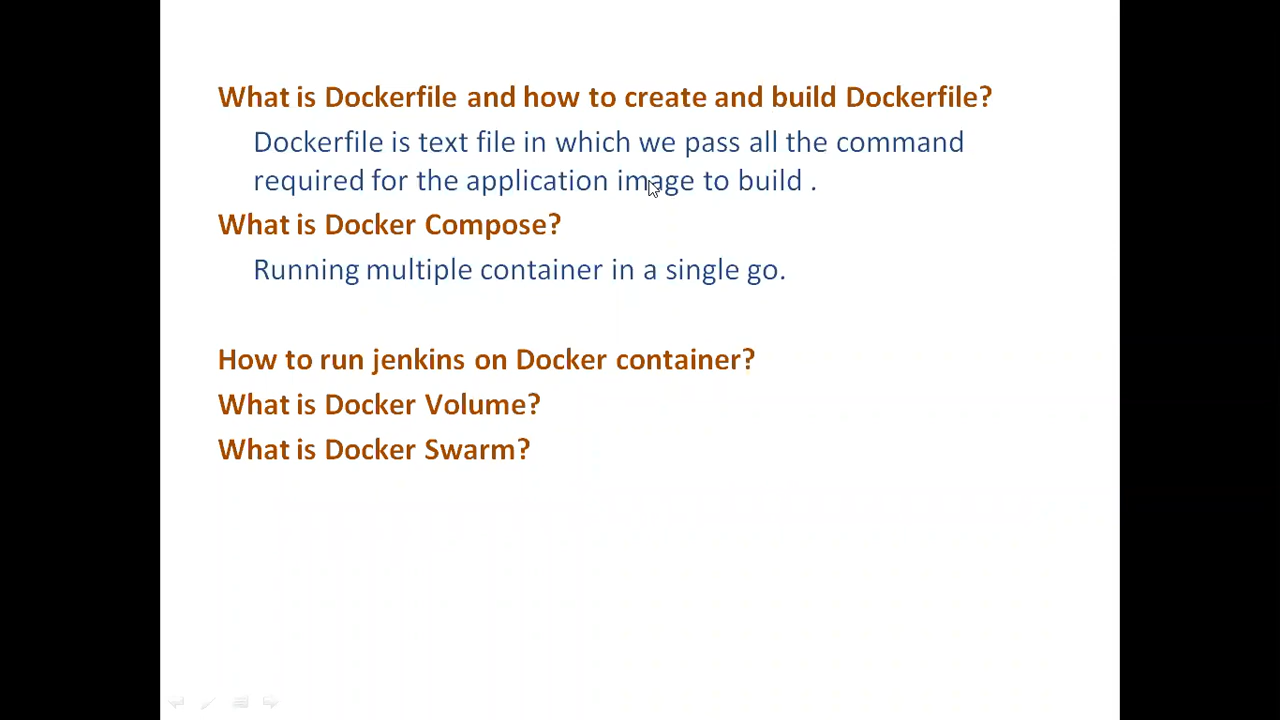 What is Dockerfile and how to create and build Dockerfile?
Dockerfile is text file in which we pass all the command
required for the application image to build .
What is Docker Compose?
Running multiple container in a single go.
How to run jenkins on Docker container?
What is Docker Volume?
What is Docker Swarm?